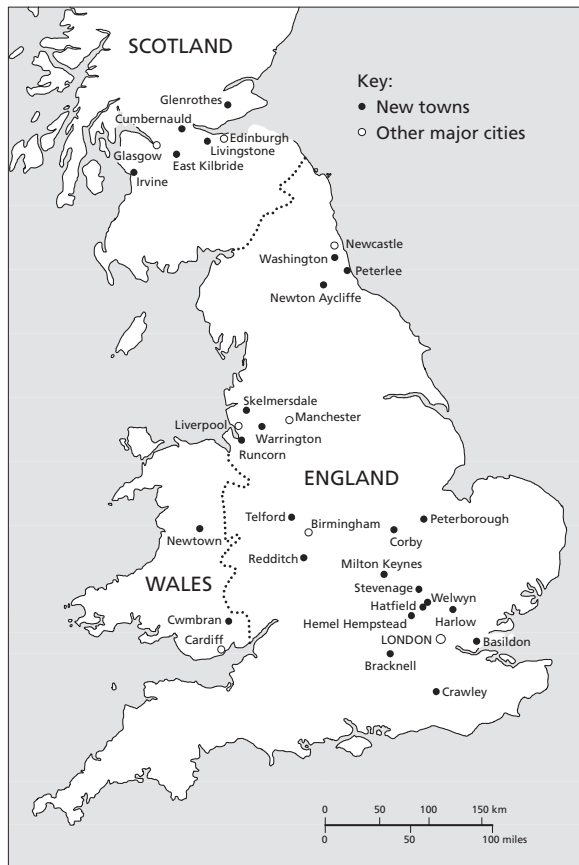 SCOTLAND
Key:
New towns
Other major cities
Glenrothes
Cumbernauld
Edinburgh
Livingstone
Glasgow
East Kilbride
Irvine
Newcastle
Washington
Peterlee
Newton Aycliffe
Skelmersdale
Manchester
Liverpool
Warrington
Runcorn
ENGLAND
Telford
Birmingham
Peterborough
Corby
Newtown
Redditch
Milton Keynes
WALES
Stevenage
Welwyn
Hatfield
Harlow
Hemel Hempstead
Cwmbran
Cardiff
LONDON
Basildon
Bracknell
Crawley
0 50 100 150 km
0 50 100 miles